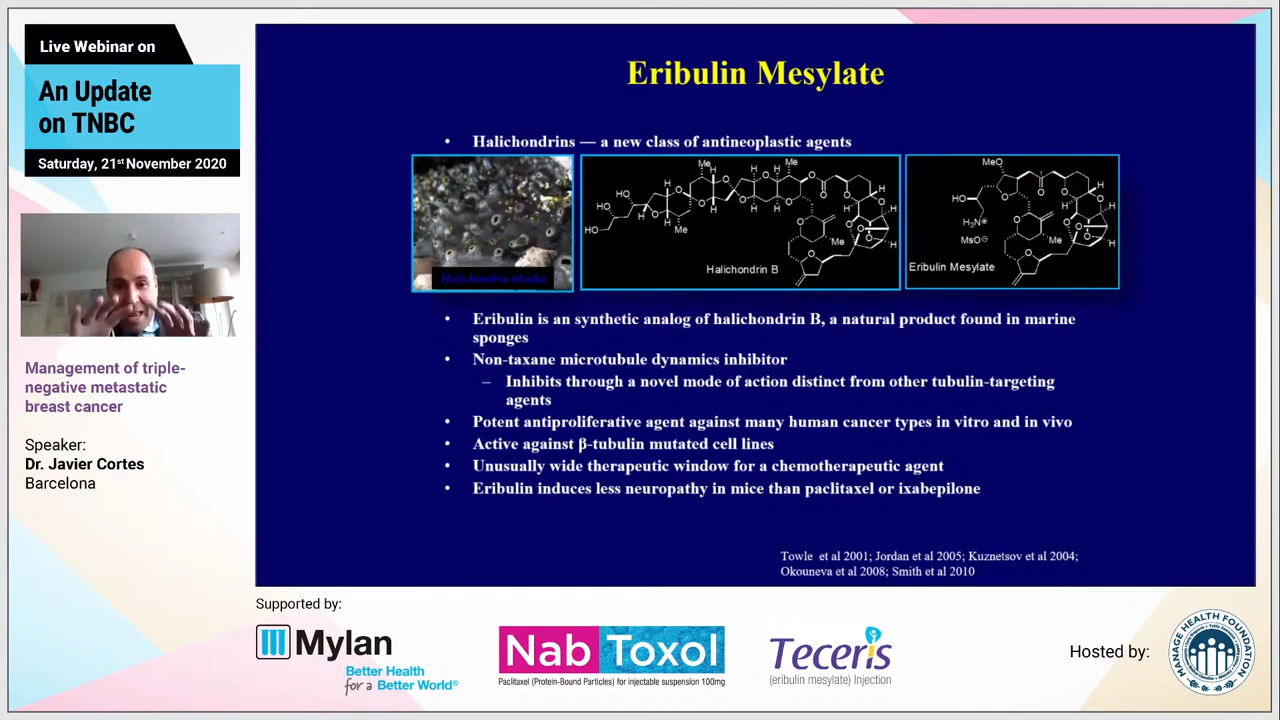 Live Webinar on
An Update
on TNBC
Saturday, 21st November 2020
Management of triple-
negative metastatic
breast cancer
Speaker:
Dr. Javier Cortes
Barcelona
Eribulin Mesylate
• Halichondrins — a new class of antineoplastic agents
Halichondrin B
Eribulin Mesylate
• Eribulin is an synthetic analog of halichondrin B, a natural product found in marine
sponges
• Non-taxane microtubule dynamics inhibitor
– Inhibits through a novel mode of action distinct from other tubulin-targeting
agents
• Potent antiproliferative agent against many human cancer types in vitro and in vivo
• Active against β-tubulin mutated cell lines
• Unusually wide therapeutic window for a chemotherapeutic agent
• Eribulin induces less neuropathy in mice than paclitaxel or ixabepilone
Towle et al 2001; Jordan et al 2005; Kuznetsov et al 2004;
Okouneva et al 2008; Smith et al 2010
Supported by:
Mylan
Better Health
for a Better World®
Nab Toxol
Paclitaxel (Protein-Bound Particles) for injectable suspension 100mg
Teceris
(eribulin mesylate) Injection
Hosted by:
MANAGE HEALTH FOUNDATION